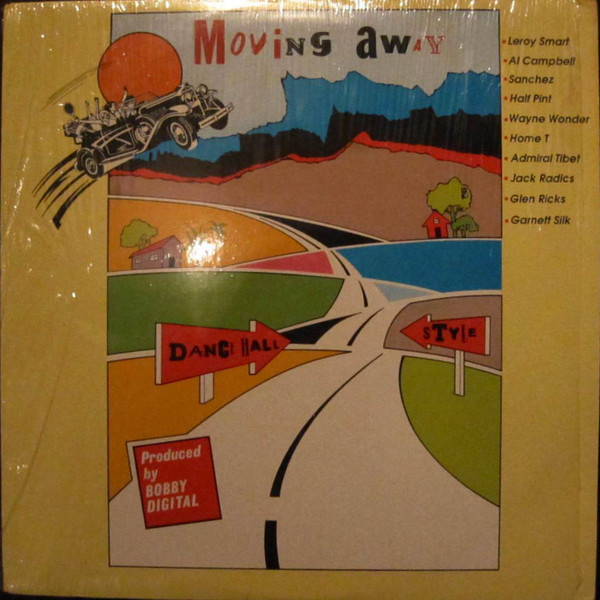 Moving away
Leroy Smart
Al Campbell
Sanchez
Half Pint
Wayne Wonder
Home T
Admiral Tibet
Jack Radics
Glen Ricks
Garnett Silk
DANCE HALL
STYLE
Produced
by
BOBBY
DIGITAL